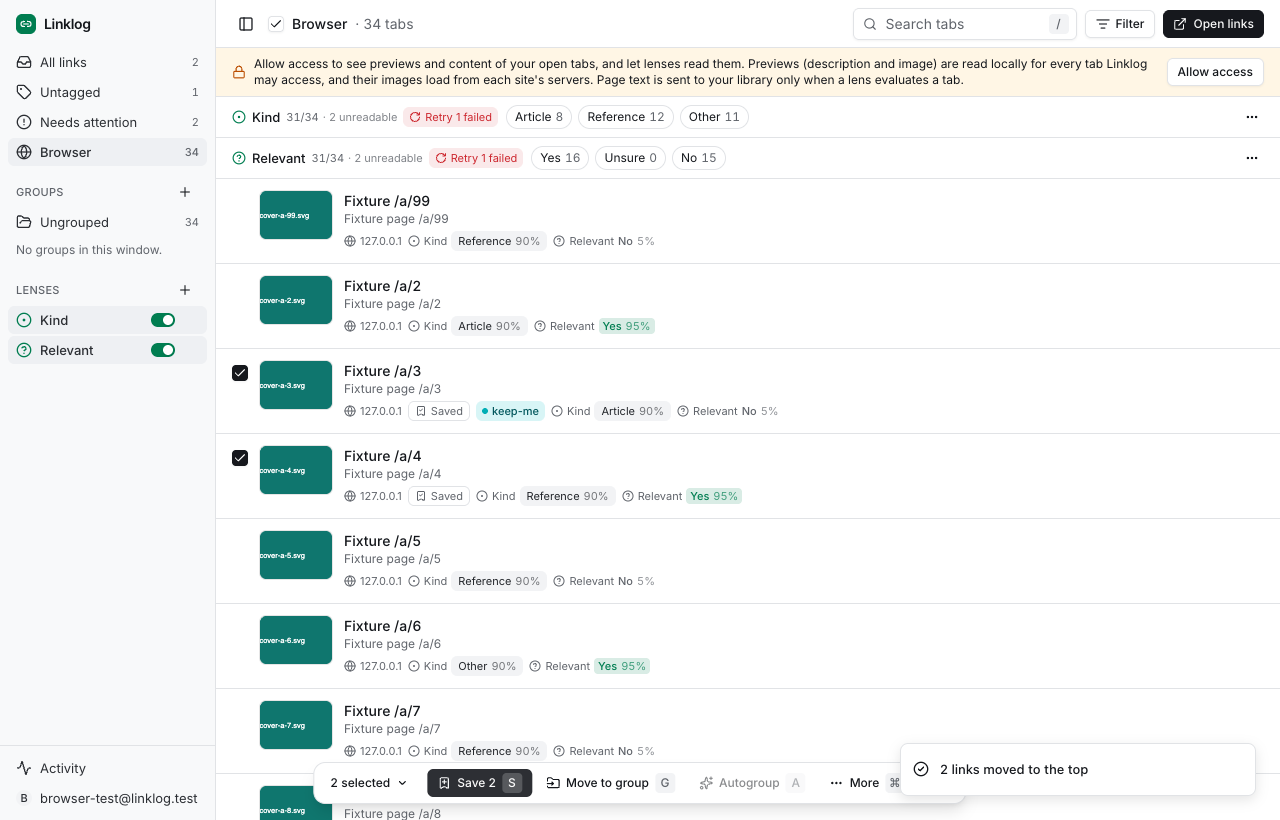 Linklog
All links 2
Untagged 1
Needs attention 2
Browser 34
GROUPS
Ungrouped 34
No groups in this window.
LENSES
Kind
Relevant
Activity
B browser-test@linklog.test
Browser · 34 tabs
Search tabs /
Filter
Open links
Allow access to see previews and content of your open tabs, and let lenses read them. Previews (description and image) are read locally for every tab Linklog
may access, and their images load from each site's servers. Page text is sent to your library only when a lens evaluates a tab.
Allow access
Kind 31/34 · 2 unreadable Retry 1 failed Article 8 Reference 12 Other 11
Relevant 31/34 · 2 unreadable Retry 1 failed Yes 16 Unsure 0 No 15
cover-a-99.svg
Fixture /a/99
Fixture page /a/99
127.0.0.1 Kind Reference 90% Relevant No 5%
cover-a-2.svg
Fixture /a/2
Fixture page /a/2
127.0.0.1 Kind Article 90% Relevant Yes 95%
cover-a-3.svg
Fixture /a/3
Fixture page /a/3
127.0.0.1 Saved keep-me Kind Article 90% Relevant No 5%
cover-a-4.svg
Fixture /a/4
Fixture page /a/4
127.0.0.1 Saved Kind Reference 90% Relevant Yes 95%
cover-a-5.svg
Fixture /a/5
Fixture page /a/5
127.0.0.1 Kind Reference 90% Relevant No 5%
cover-a-6.svg
Fixture /a/6
Fixture page /a/6
127.0.0.1 Kind Other 90% Relevant Yes 95%
cover-a-7.svg
Fixture /a/7
Fixture page /a/7
127.0.0.1 Kind Reference 90% Relevant No 5%
cover-a-8.svg
Fixture page /a/8
2 selected Save 2 S Move to group G Autogroup A More ⌘
2 links moved to the top